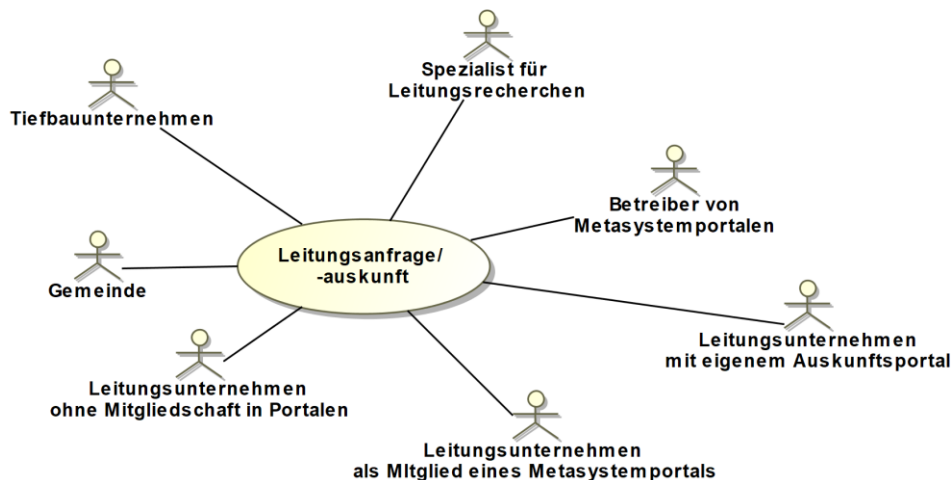 Spezialist für
Leitungsrecherchen
Tiefbauunternehmen
Betreiber von
Metasystemportalen
Leitungsanfrage/
-auskunft
Gemeinde
Leitungsunternehmen
mit eigenem Auskunftsportal
Leitungsunternehmen
ohne Mitgliedschaft in Portalen
Leitungsunternehmen
als MItglied eines Metasystemportals